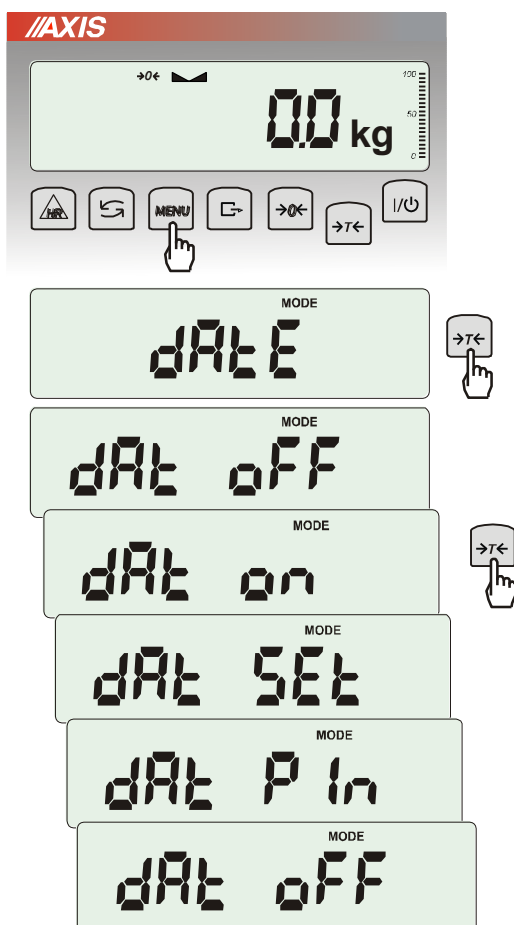 AXIS
→0← 100
50
0.0 kg
0
HR MENU →0← →T← I/⏻
MODE
dAtE
→T←
MODE
dAt oFF
MODE
dAt on
→T←
MODE
dAt SEt
MODE
dAt PIn
MODE
dAt oFF